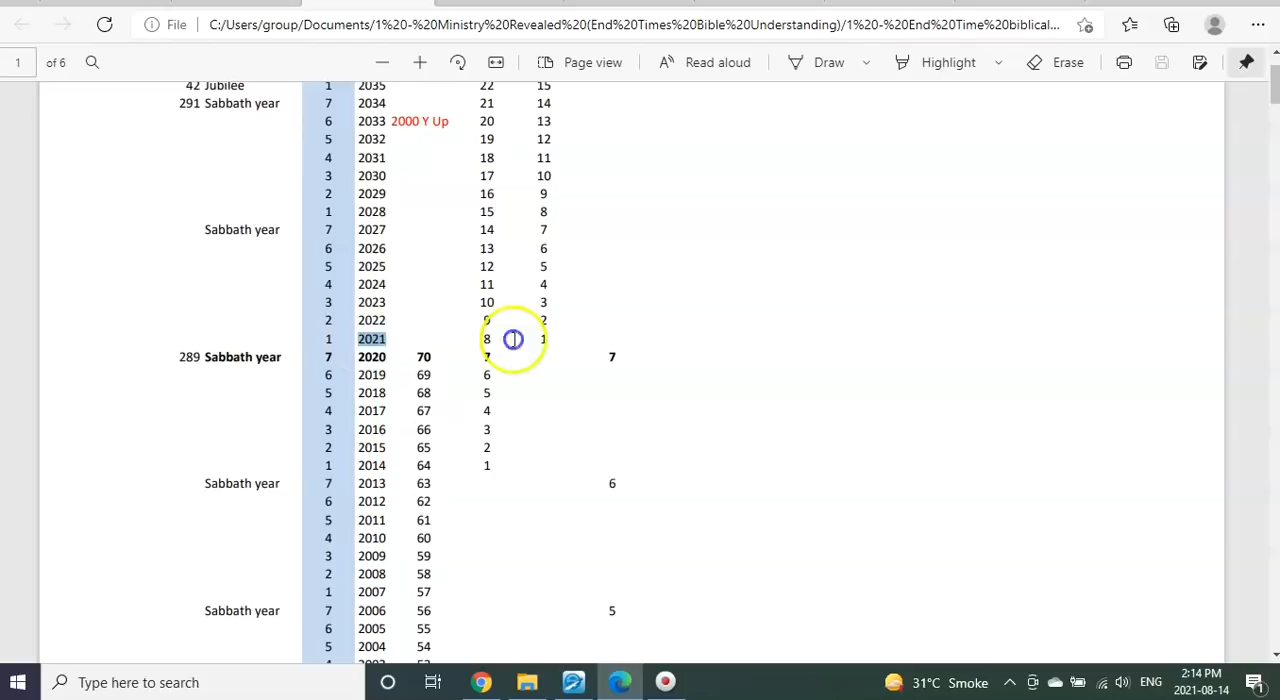 File C:/Users/group/Documents/1%20-%20Ministry%20Revealed%20(End%20Times%20Bible%20Understanding)/1%20-%20End%20Time%20biblical...
1 of 6 Page view Read aloud Draw Highlight Erase
42 Jubilee 1 2035 22 15
291 Sabbath year 7 2034 21 14
6 2033 2000 Y Up 20 13
5 2032 19 12
4 2031 18 11
3 2030 17 10
2 2029 16 9
1 2028 15 8
Sabbath year 7 2027 14 7
6 2026 13 6
5 2025 12 5
4 2024 11 4
3 2023 10 3
2 2022 9 2
1 2021 8 1
289 Sabbath year 7 2020 70 7 7
6 2019 69 6
5 2018 68 5
4 2017 67 4
3 2016 66 3
2 2015 65 2
1 2014 64 1
Sabbath year 7 2013 63 6
6 2012 62
5 2011 61
4 2010 60
3 2009 59
2 2008 58
1 2007 57
Sabbath year 7 2006 56 5
6 2005 55
5 2004 54
Type here to search 31°C Smoke ENG 2:14 PM
2021-08-14